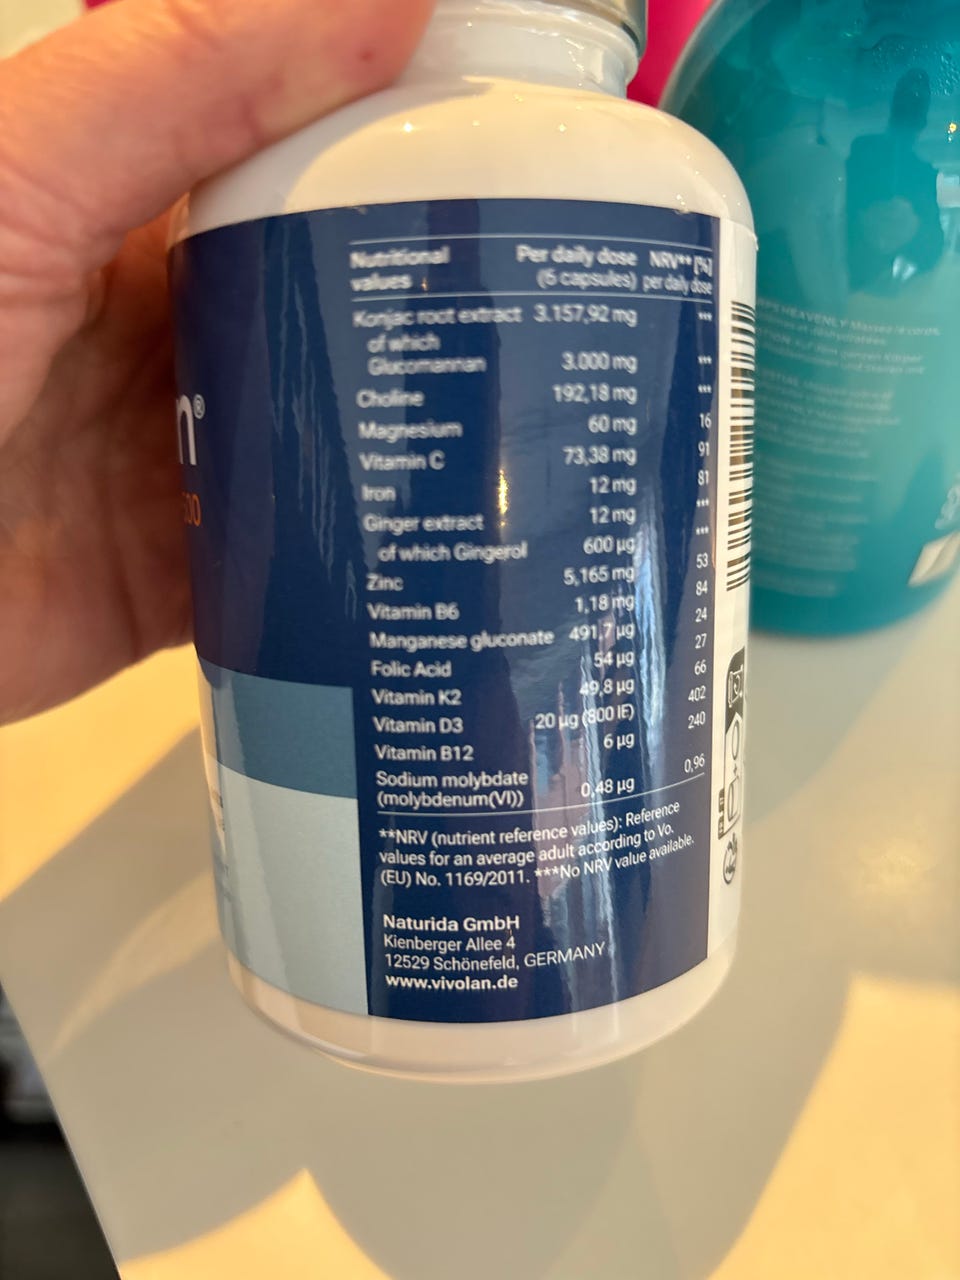 n®
00
Nutritional values Per daily dose (6 capsules) NRV** [%] per daily dose
Konjac root extract 3.157,92 mg ***
of which
Glucomannan 3.000 mg ***
Choline 192,18 mg ***
Magnesium 60 mg 16
Vitamin C 73,38 mg 91
Iron 12 mg 81
Ginger extract 12 mg ***
of which Gingerol 600 µg ***
Zinc 5,165 mg 53
Vitamin B6 1,18 mg 84
Manganese gluconate 491,7 µg 24
Folic Acid 54 µg 27
Vitamin K2 49,8 µg 66
Vitamin D3 20 µg (800 IE) 402
Vitamin B12 6 µg 240
Sodium molybdate
(molybdenum(VI)) 0,48 µg 0,96
**NRV (nutrient reference values): Reference
values for an average adult according to Vo.
(EU) No. 1169/2011. ***No NRV value available.
Naturida GmbH
Kienberger Allee 4
12529 Schönefeld, GERMANY
www.vivolan.de